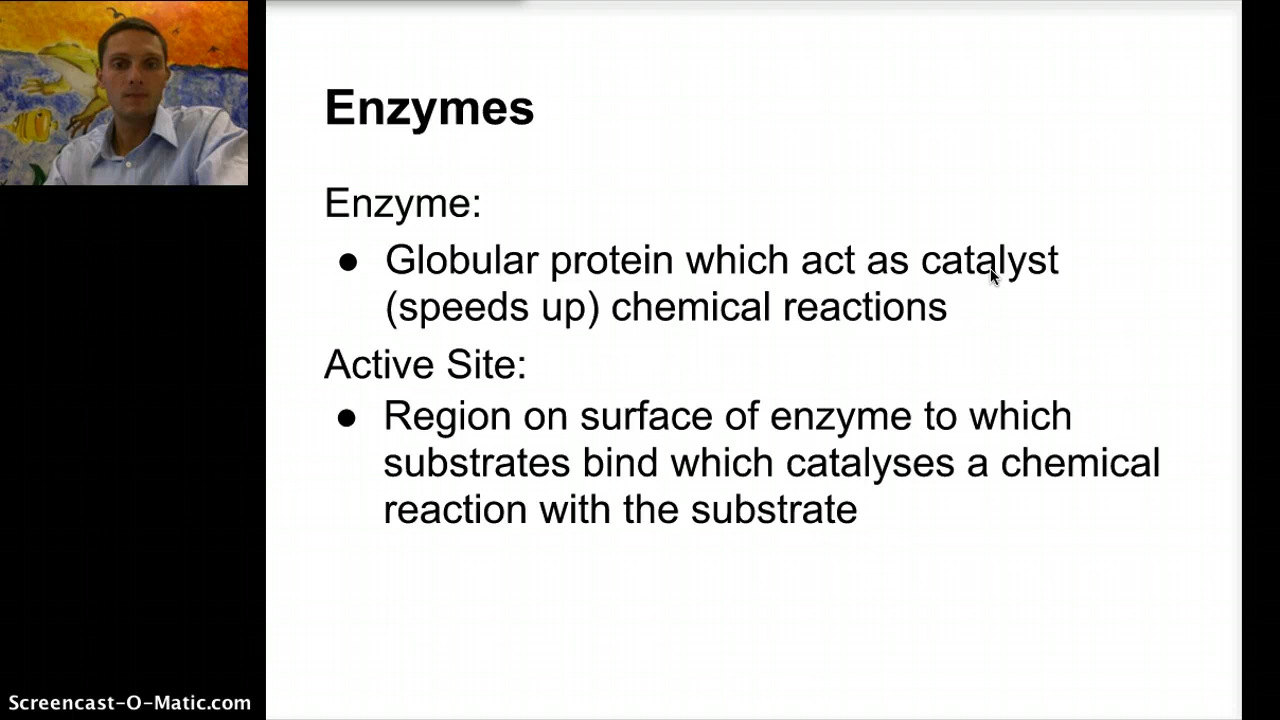 Enzymes
Enzyme:
● Globular protein which act as catalyst
(speeds up) chemical reactions
Active Site:
● Region on surface of enzyme to which
substrates bind which catalyses a chemical
reaction with the substrate
Screencast-O-Matic.com